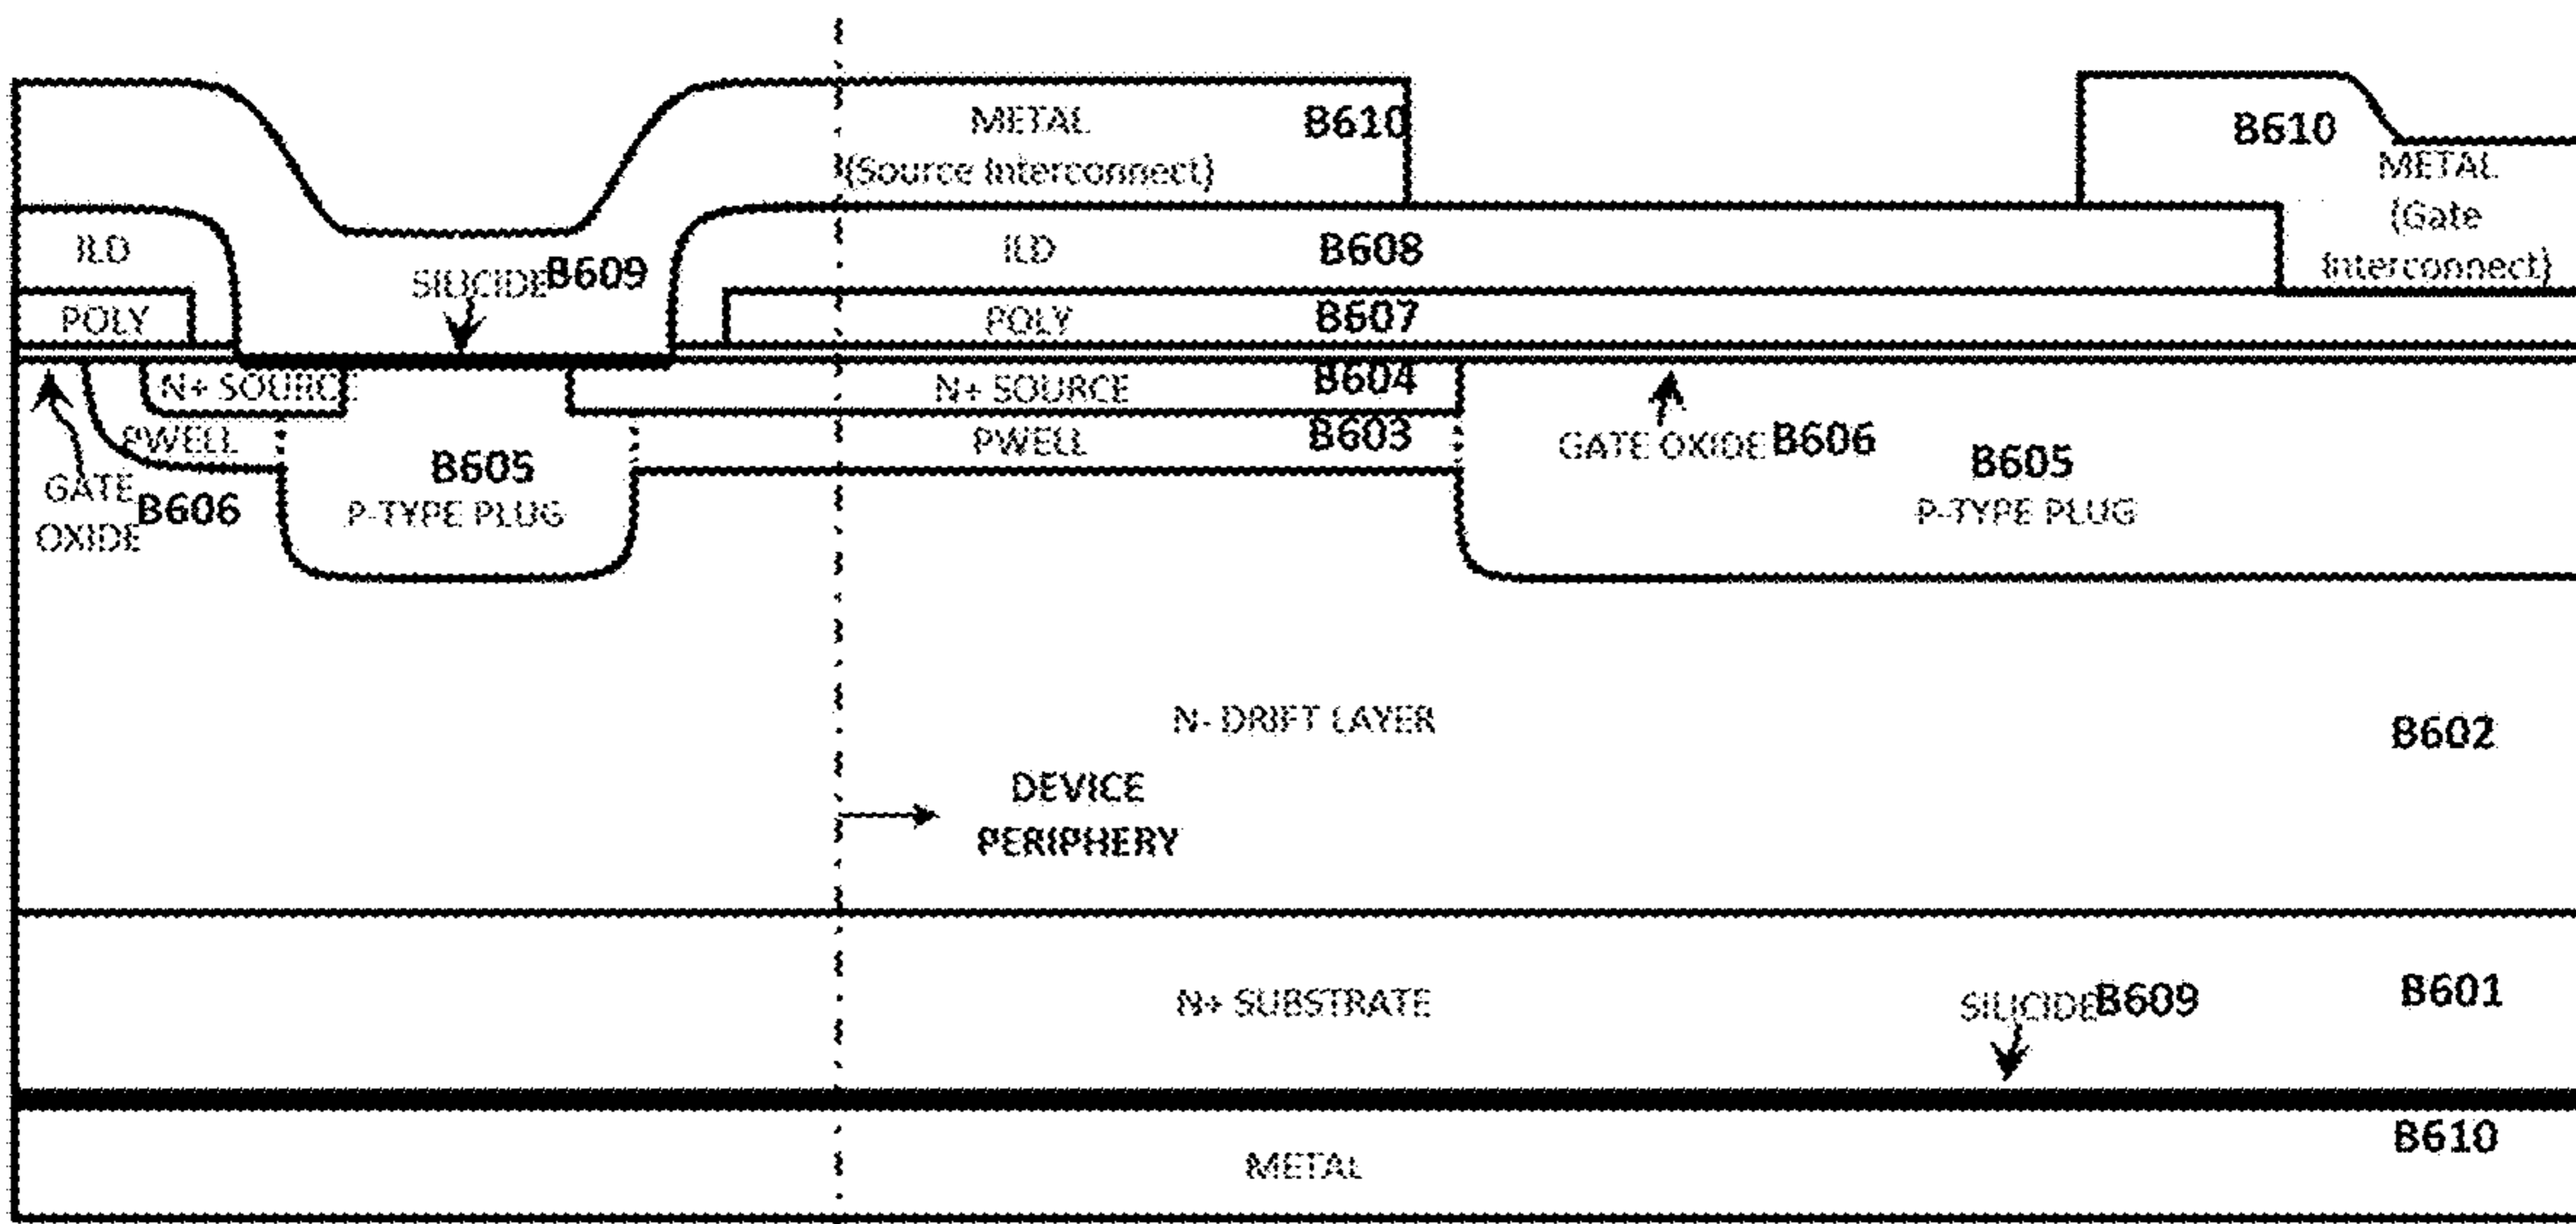 METAL B610
(Source Interconnect)
B610
METAL
(Gate
Interconnect)
ILD
ILD B608
SILICIDE B609
POLY
POLY B607
N+ SOURCE
N+ SOURCE B604
PWELL
PWELL B603
GATE OXIDE B606
B605
P-TYPE PLUG
B605
P-TYPE PLUG
GATE
OXIDE B606
N- DRIFT LAYER B602
DEVICE
PERIPHERY
N+ SUBSTRATE
SILICIDE B609
B601
METAL B610